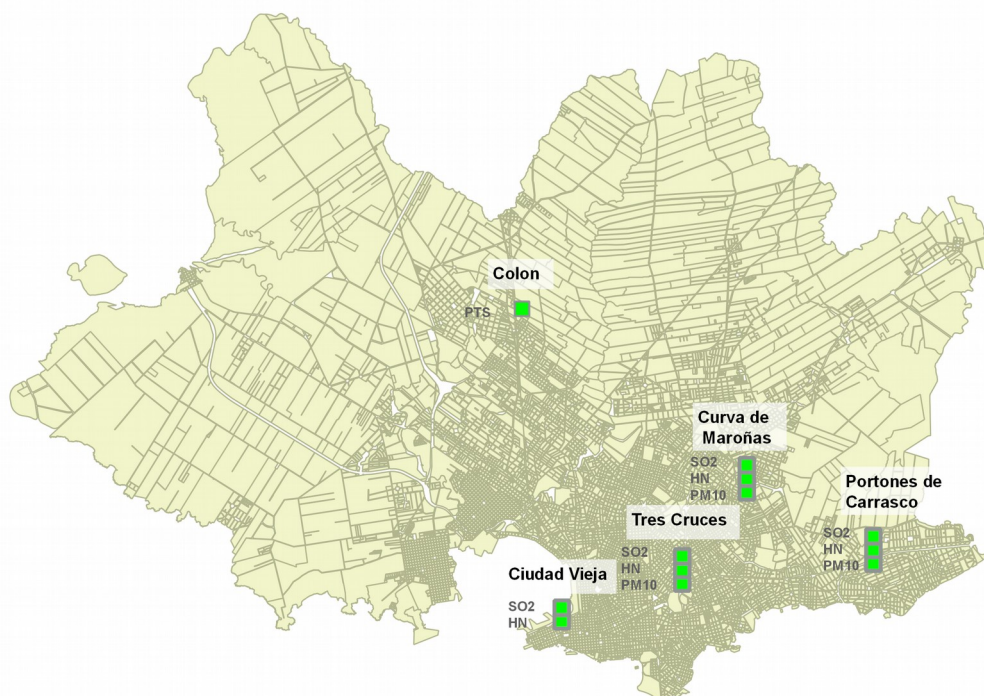 Colon
PTS
Curva de
Maroñas
SO2
HN
PM10
Portones de
Carrasco
SO2
HN
PM10
Tres Cruces
SO2
HN
PM10
Ciudad Vieja
SO2
HN